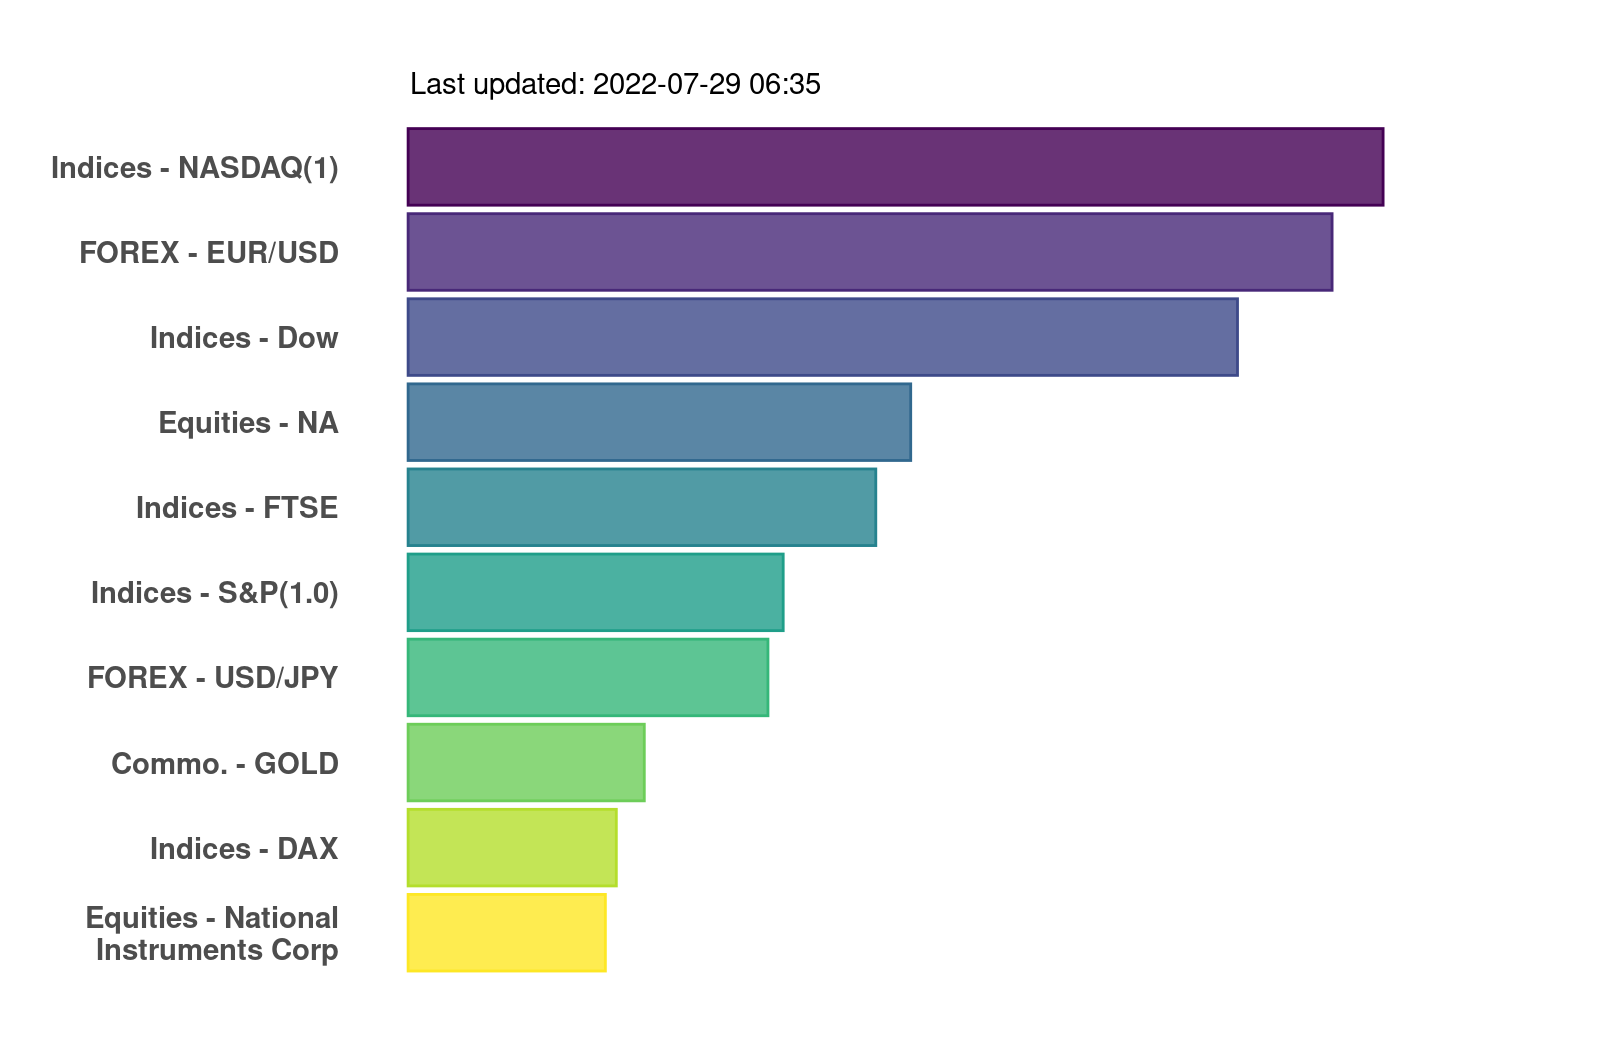 Last updated: 2022-07-29 06:35
Indices - NASDAQ(1)
FOREX - EUR/USD
Indices - Dow
Equities - NA
Indices - FTSE
Indices - S&P(1.0)
FOREX - USD/JPY
Commo. - GOLD
Indices - DAX
Equities - National
Instruments Corp